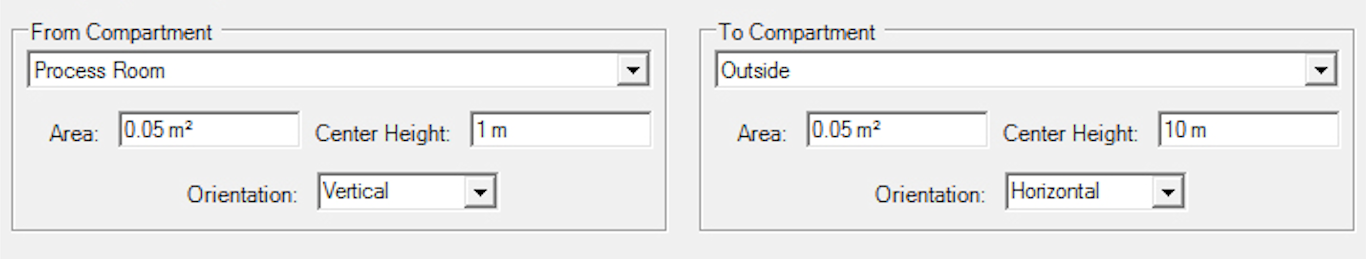 From Compartment
Process Room
Area: 0.05 m² Center Height: 1 m
Orientation: Vertical
To Compartment
Outside
Area: 0.05 m² Center Height: 10 m
Orientation: Horizontal